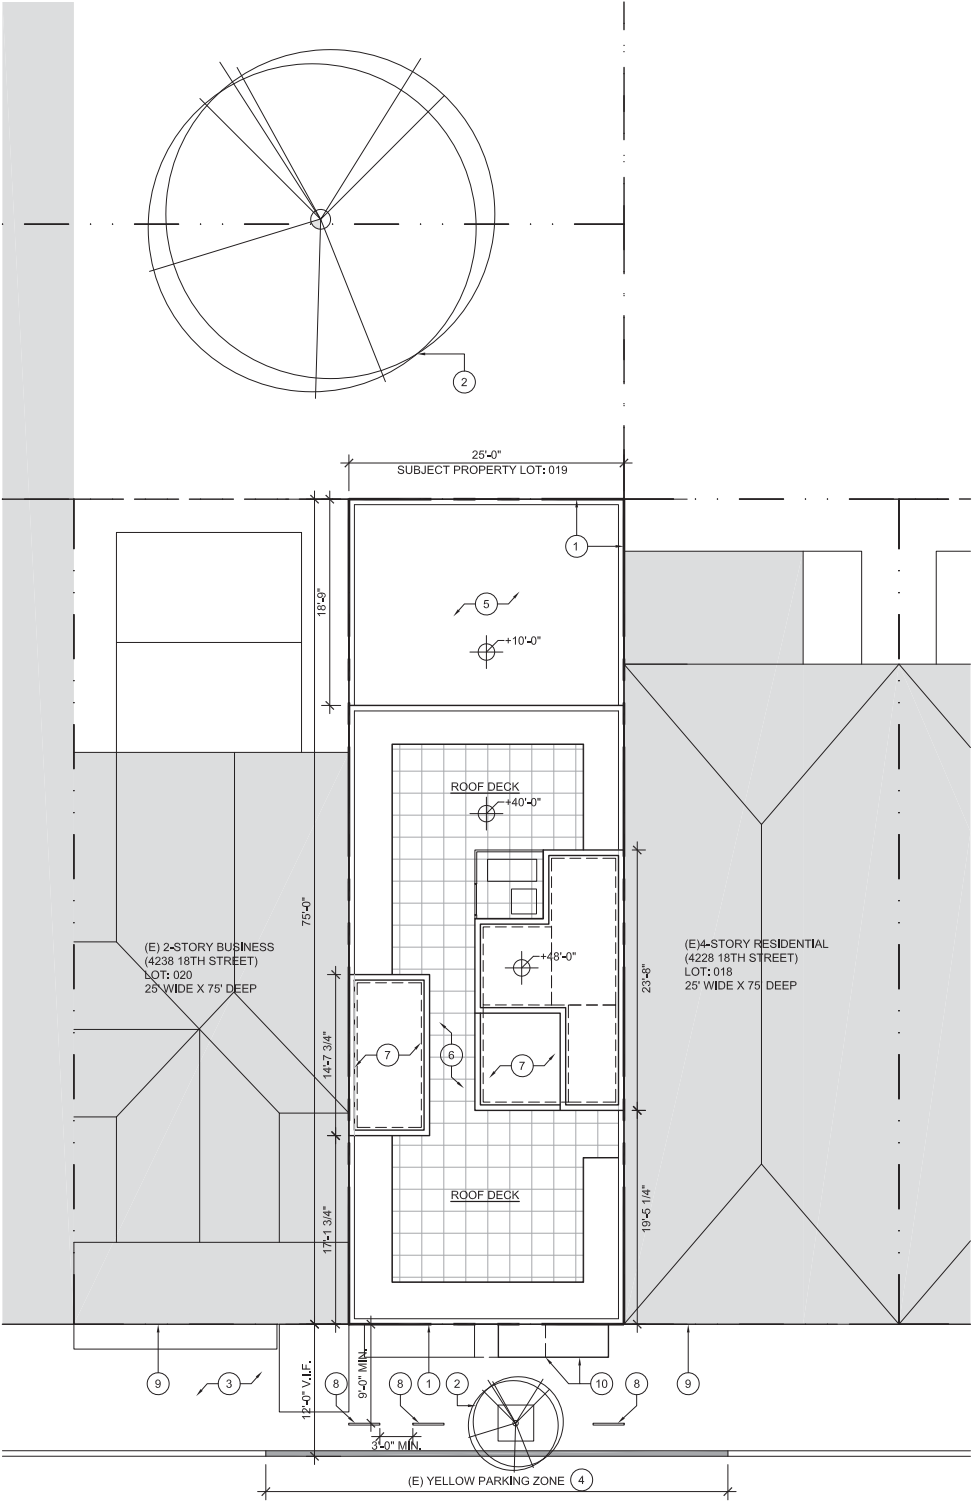 2
25'-0"
SUBJECT PROPERTY LOT: 019
1
18'-9"
5
+10'-0"
ROOF DECK
+40'-0"
75'-0"
(E) 2-STORY BUSINESS
(4238 18TH STREET)
LOT: 020
25' WIDE X 75' DEEP
+48'-0"
(E)4-STORY RESIDENTIAL
(4228 18TH STREET)
LOT: 018
25' WIDE X 75' DEEP
23'-8"
14'-7 3/4"
7
6
7
ROOF DECK
17'-1 3/4"
19'-5 1/4"
9
3
12'-0" V.I.F.
8
9'-0" MIN.
8
1
2
10
8
9
3'-0" MIN.
(E) YELLOW PARKING ZONE 4